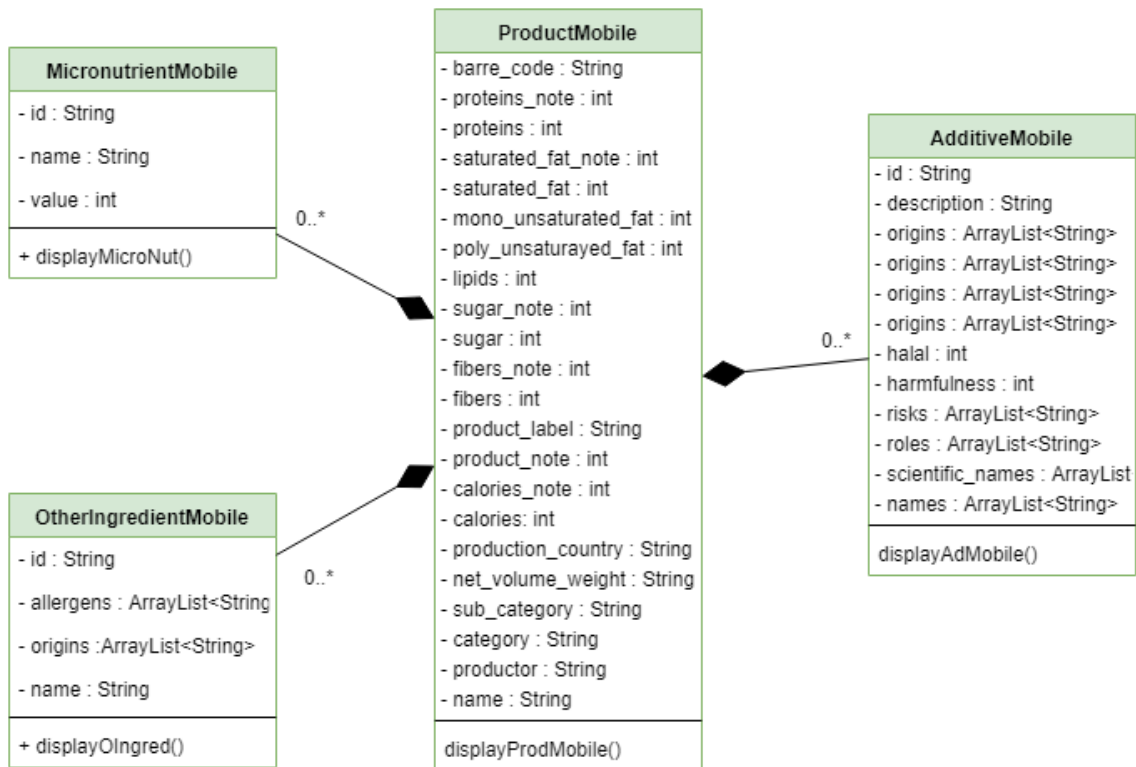 MicronutrientMobile
- id : String
- name : String
- value : int
+ displayMicroNut()
0..*
OtherIngredientMobile
- id : String
- allergens : ArrayList<String
- origins :ArrayList<String>
- name : String
+ displayOIngred()
0..*
ProductMobile
- barre_code : String
- proteins_note : int
- proteins : int
- saturated_fat_note : int
- saturated_fat : int
- mono_unsaturated_fat : int
- poly_unsaturayed_fat : int
- lipids : int
- sugar_note : int
- sugar : int
- fibers_note : int
- fibers : int
- product_label : String
- product_note : int
- calories_note : int
- calories: int
- production_country : String
- net_volume_weight : String
- sub_category : String
- category : String
- productor : String
- name : String
displayProdMobile()
0..*
AdditiveMobile
- id : String
- description : String
- origins : ArrayList<String>
- origins : ArrayList<String>
- origins : ArrayList<String>
- origins : ArrayList<String>
- halal : int
- harmfulness : int
- risks : ArrayList<String>
- roles : ArrayList<String>
- scientific_names : ArrayList
- names : ArrayList<String>
displayAdMobile()